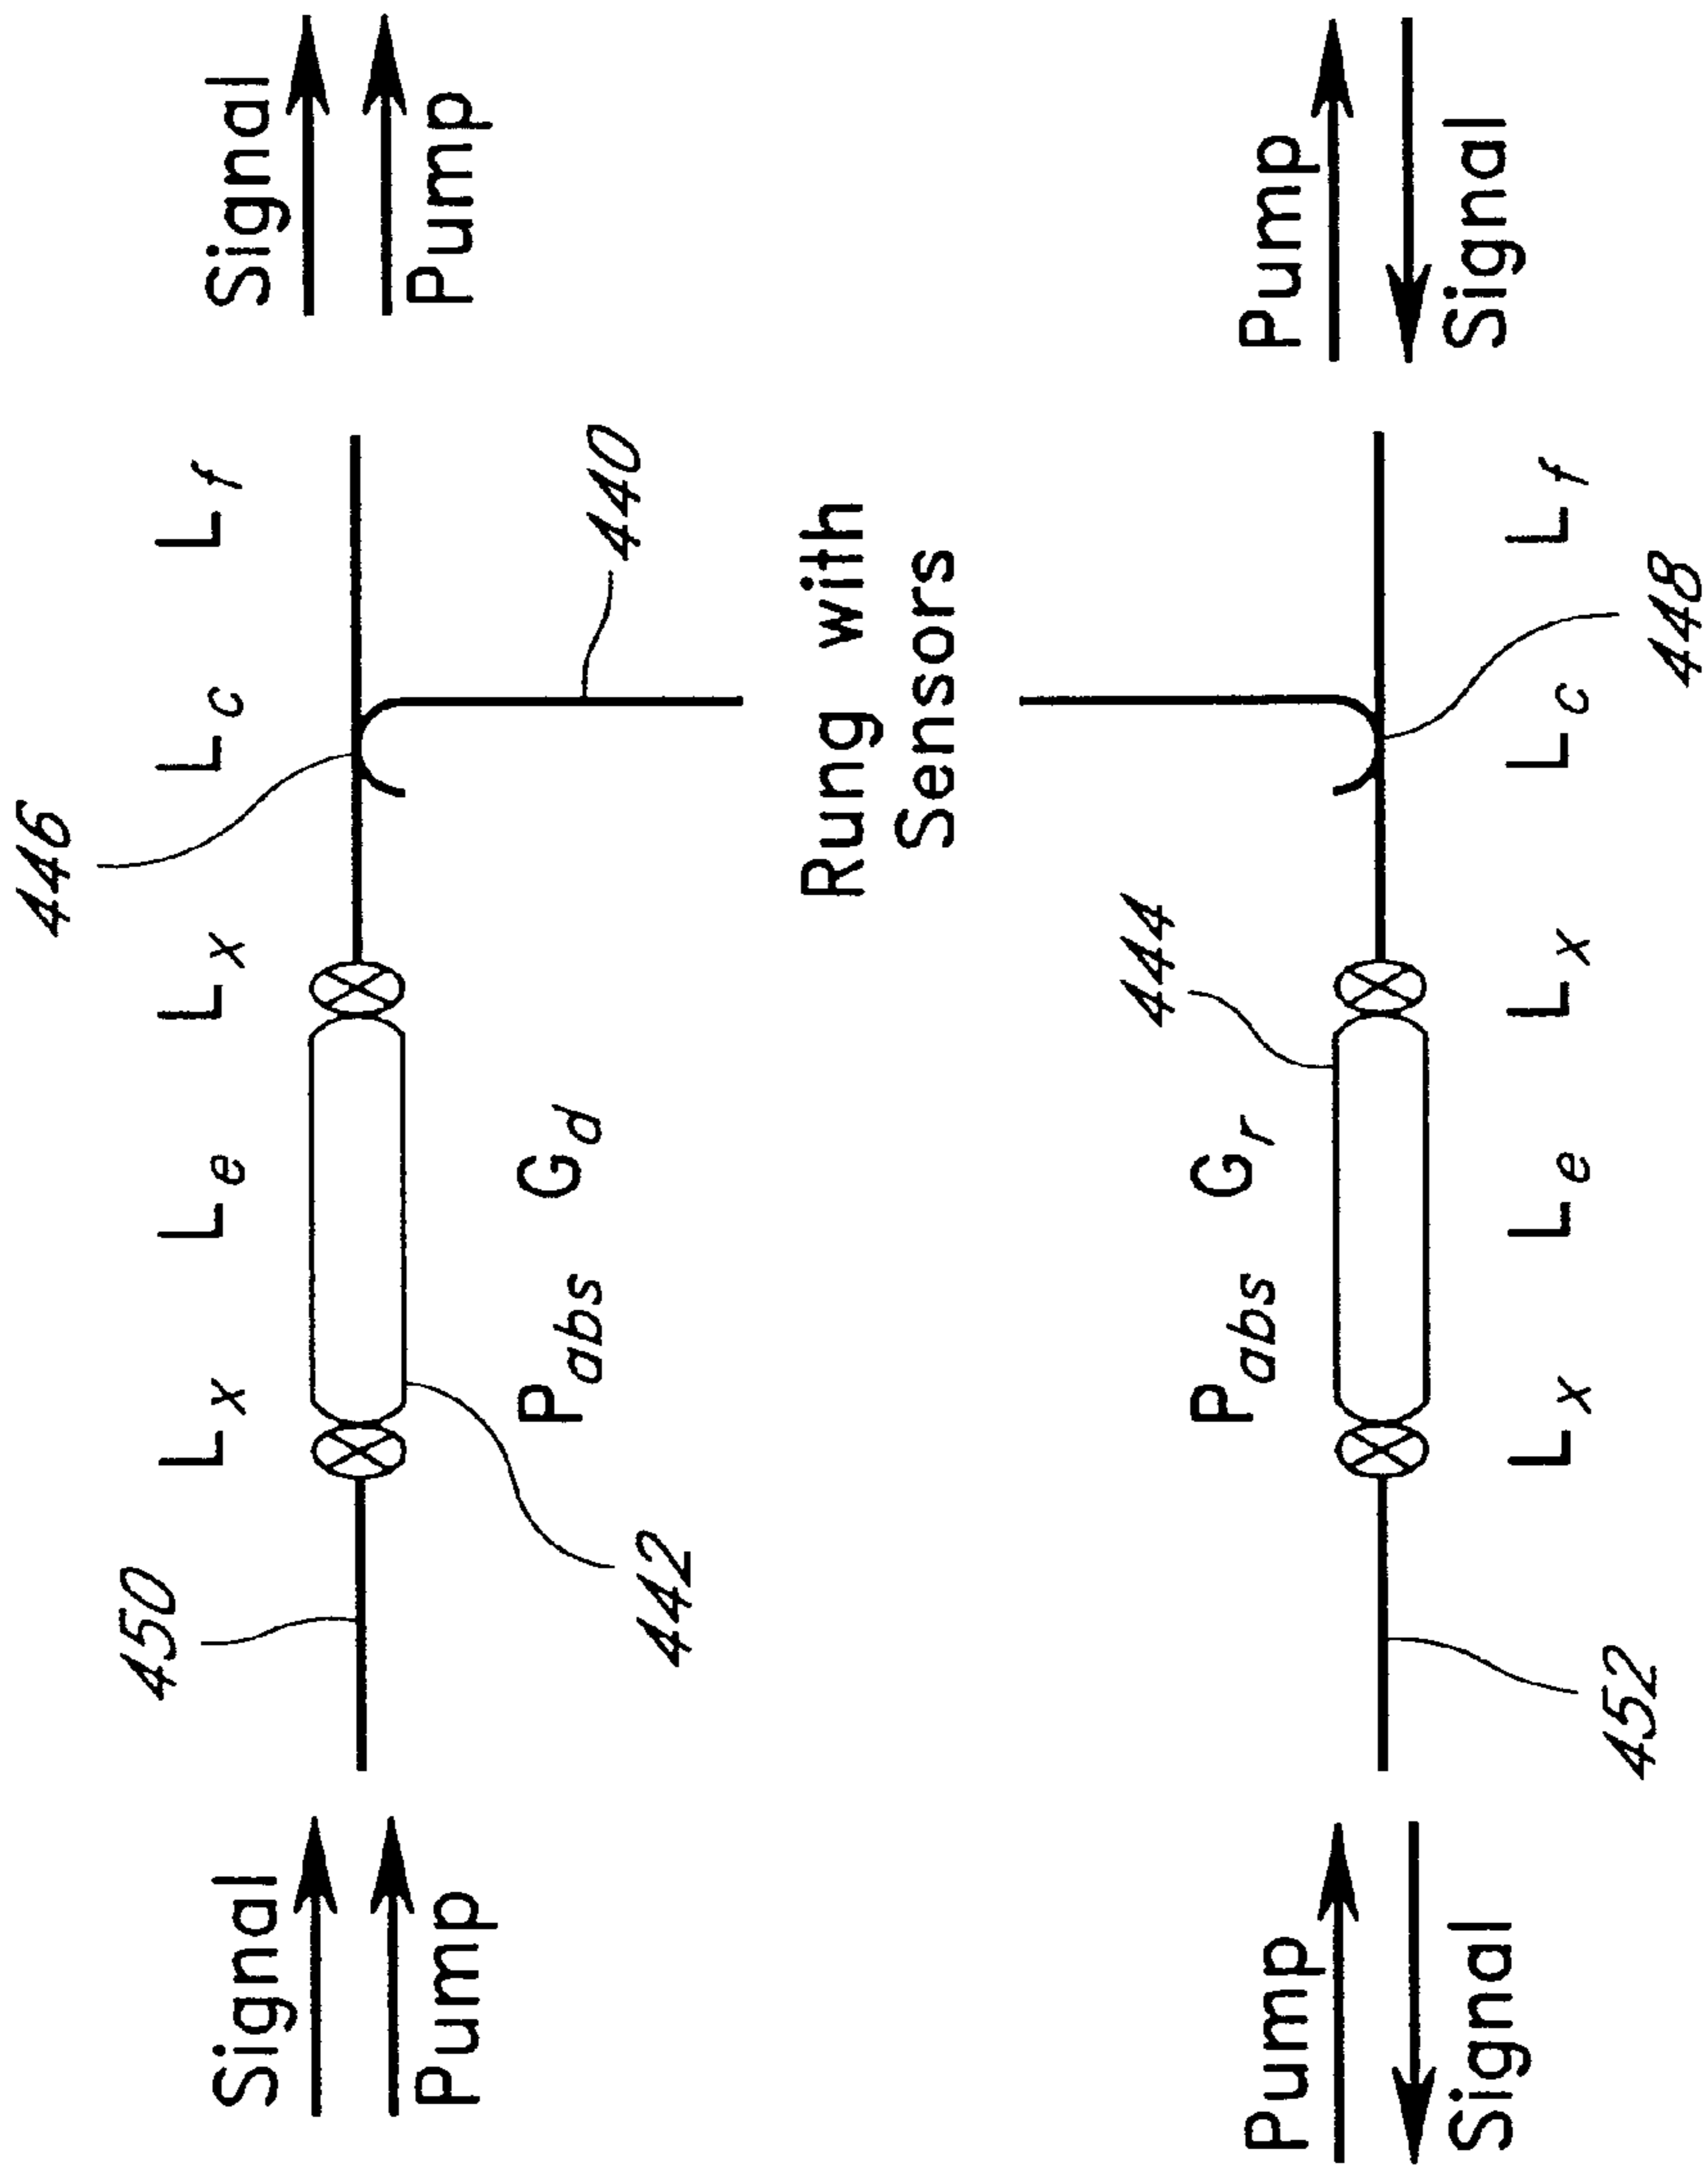 Signal
Pump
450
L x
L e
L x
446
L c
L f
Signal
Pump
442
P abs
G d
440
Rung with
Sensors
Pump
Signal
P abs
G r
444
Pump
Signal
452
L x
L e
L x
L c
448
L f